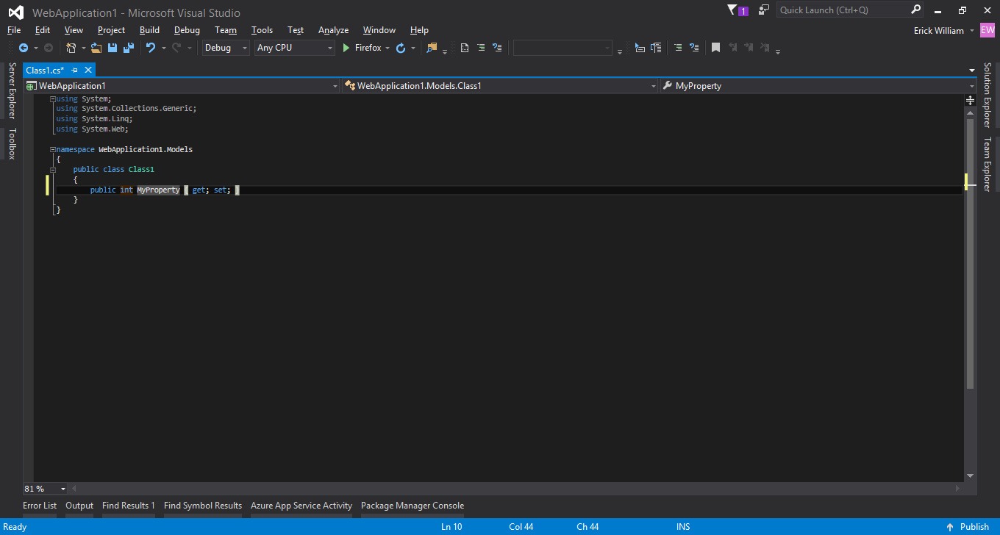 WebApplication1 - Microsoft Visual Studio
1
Quick Launch (Ctrl+Q)
File Edit View Project Build Debug Team Tools Test Analyze Window Help
Erick William EW
Debug Any CPU Firefox
Server Explorer
Toolbox
Class1.cs*
WebApplication1 WebApplication1.Models.Class1 MyProperty
using System;
using System.Collections.Generic;
using System.Linq;
using System.Web;
namespace WebApplication1.Models
{
public class Class1
{
public int MyProperty { get; set; }
}
}
Solution Explorer
Team Explorer
81 %
Error List Output Find Results 1 Find Symbol Results Azure App Service Activity Package Manager Console
Ready Ln 10 Col 44 Ch 44 INS Publish